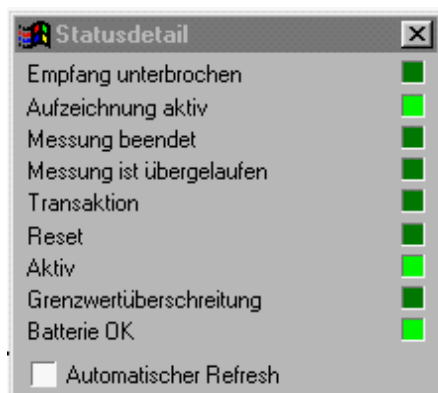 Statusdetail
Empfang unterbrochen
Aufzeichnung aktiv
Messung beendet
Messung ist übergelaufen
Transaktion
Reset
Aktiv
Grenzwertüberschreitung
Batterie OK
Automatischer Refresh